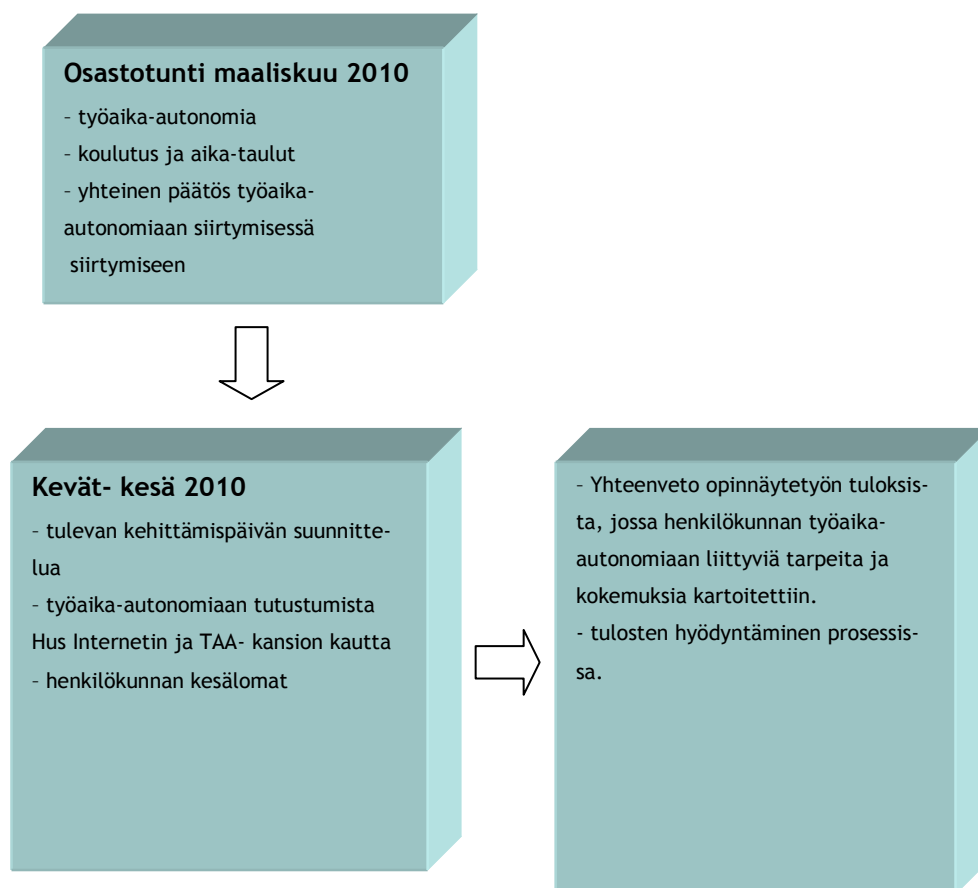 Osastotunti maaliskuu 2010
– työaika-autonomia
– koulutus ja aika-taulut
– yhteinen päätös työaika-
autonomiaan siirtymisessä
siirtymiseen
Kevät- kesä 2010
– tulevan kehittämispäivän suunnitte-
lua
– työaika-autonomiaan tutustumista
Hus Internetin ja TAA- kansion kautta
– henkilökunnan kesälomat
– Yhteenveto opinnäytetyön tuloksis-
ta, jossa henkilökunnan työaika-
autonomiaan liittyviä tarpeita ja
kokemuksia kartoitettiin.
- tulosten hyödyntäminen prosessis-
sa.